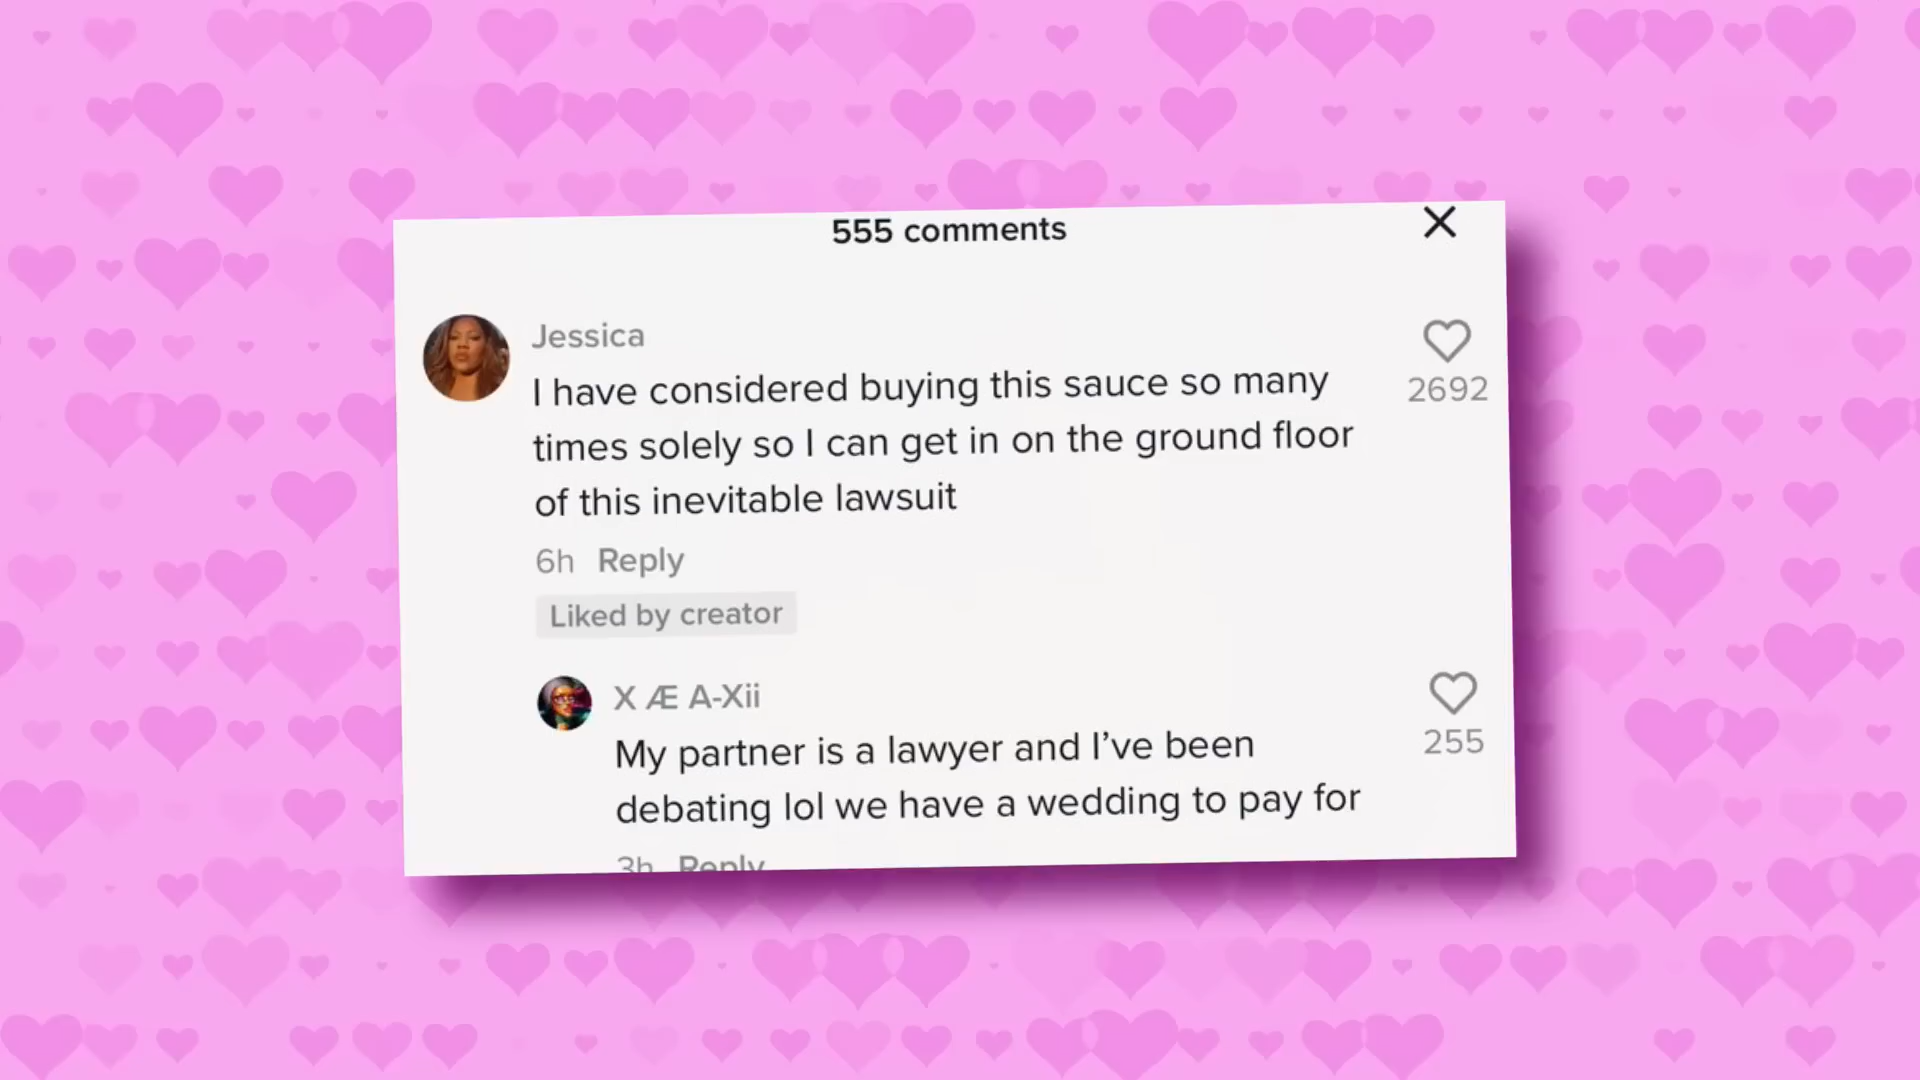 555 comments
Jessica
I have considered buying this sauce so many
times solely so I can get in on the ground floor
of this inevitable lawsuit
2692
6h Reply
Liked by creator
X Æ A-Xii
My partner is a lawyer and I’ve been
debating lol we have a wedding to pay for
255
3h Reply